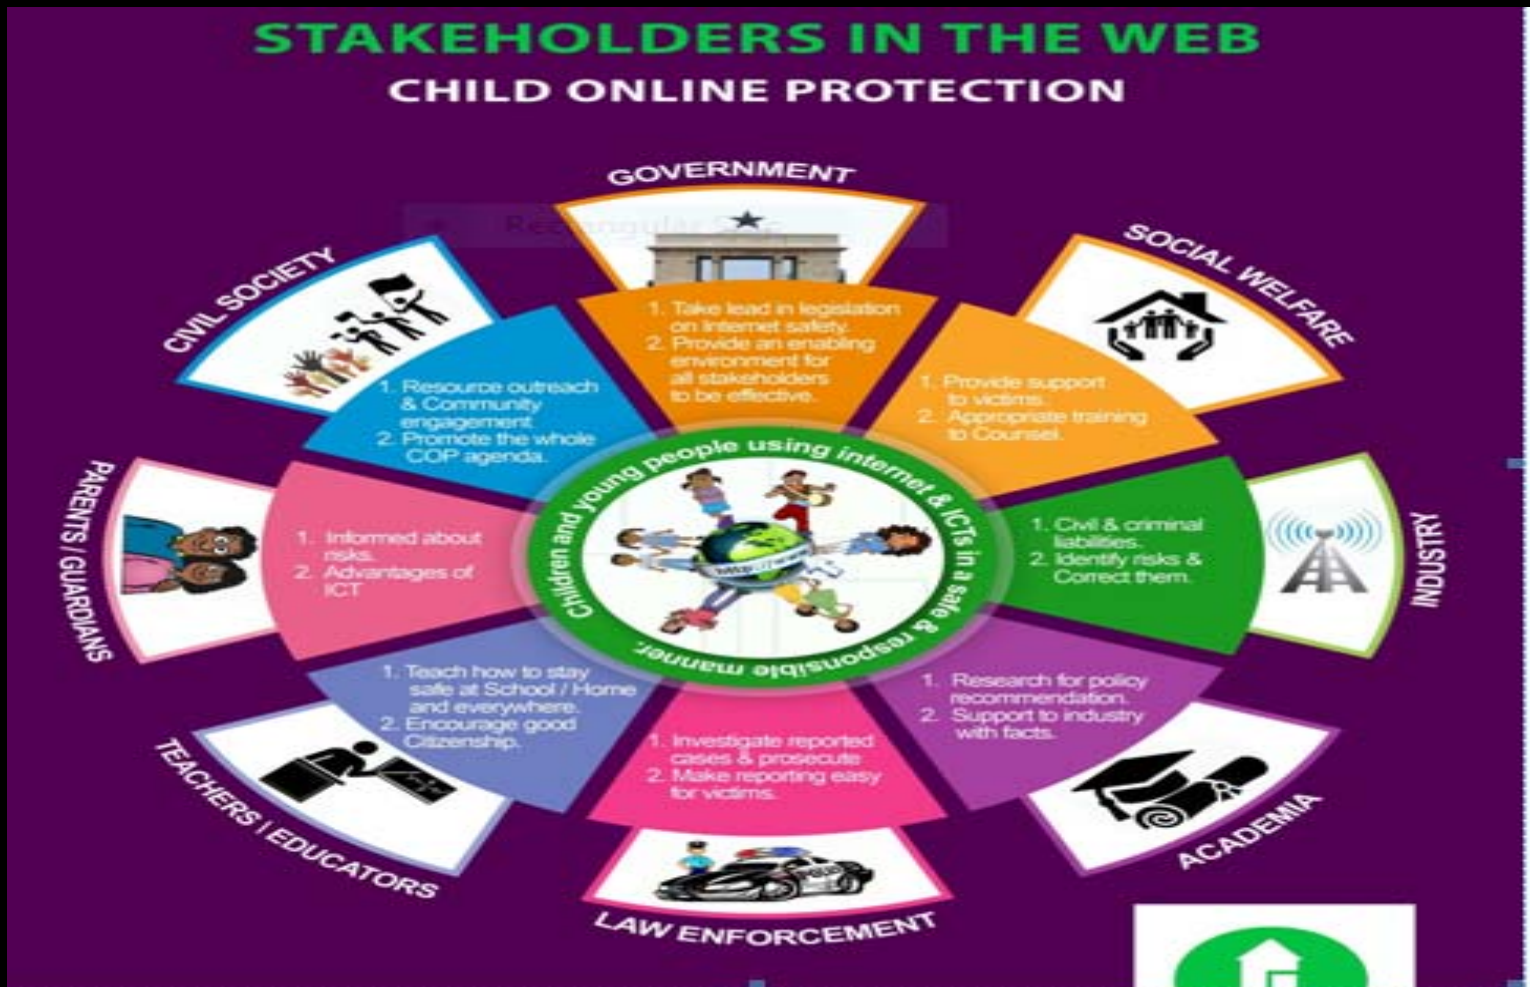 STAKEHOLDERS IN THE WEB
CHILD ONLINE PROTECTION
GOVERNMENT
1. Take lead in legislation
on Internet safety.
2. Provide an enabling
environment for
all stakeholders
to be effective.
SOCIAL WELFARE
1. Provide support
to victims.
2. Appropriate training
to Counsel.
INDUSTRY
1. Civil & criminal
liabilities.
2. Identify risks &
Correct them.
ACADEMIA
1. Research for policy
recommendation.
2. Support to industry
with facts.
LAW ENFORCEMENT
1. Investigate reported
cases & prosecute
2. Make reporting easy
for victims.
TEACHERS | EDUCATORS
1. Teach how to stay
safe at School / Home
and everywhere.
2. Encourage good
Citizenship.
PARENTS / GUARDIANS
1. Informed about
risks.
2. Advantages of
ICT
CIVIL SOCIETY
1. Resource outreach
& Community
engagement
2. Promote the whole
COP agenda.
Children and young people using internet & ICTs in a safe & responsible manner.
POLICE